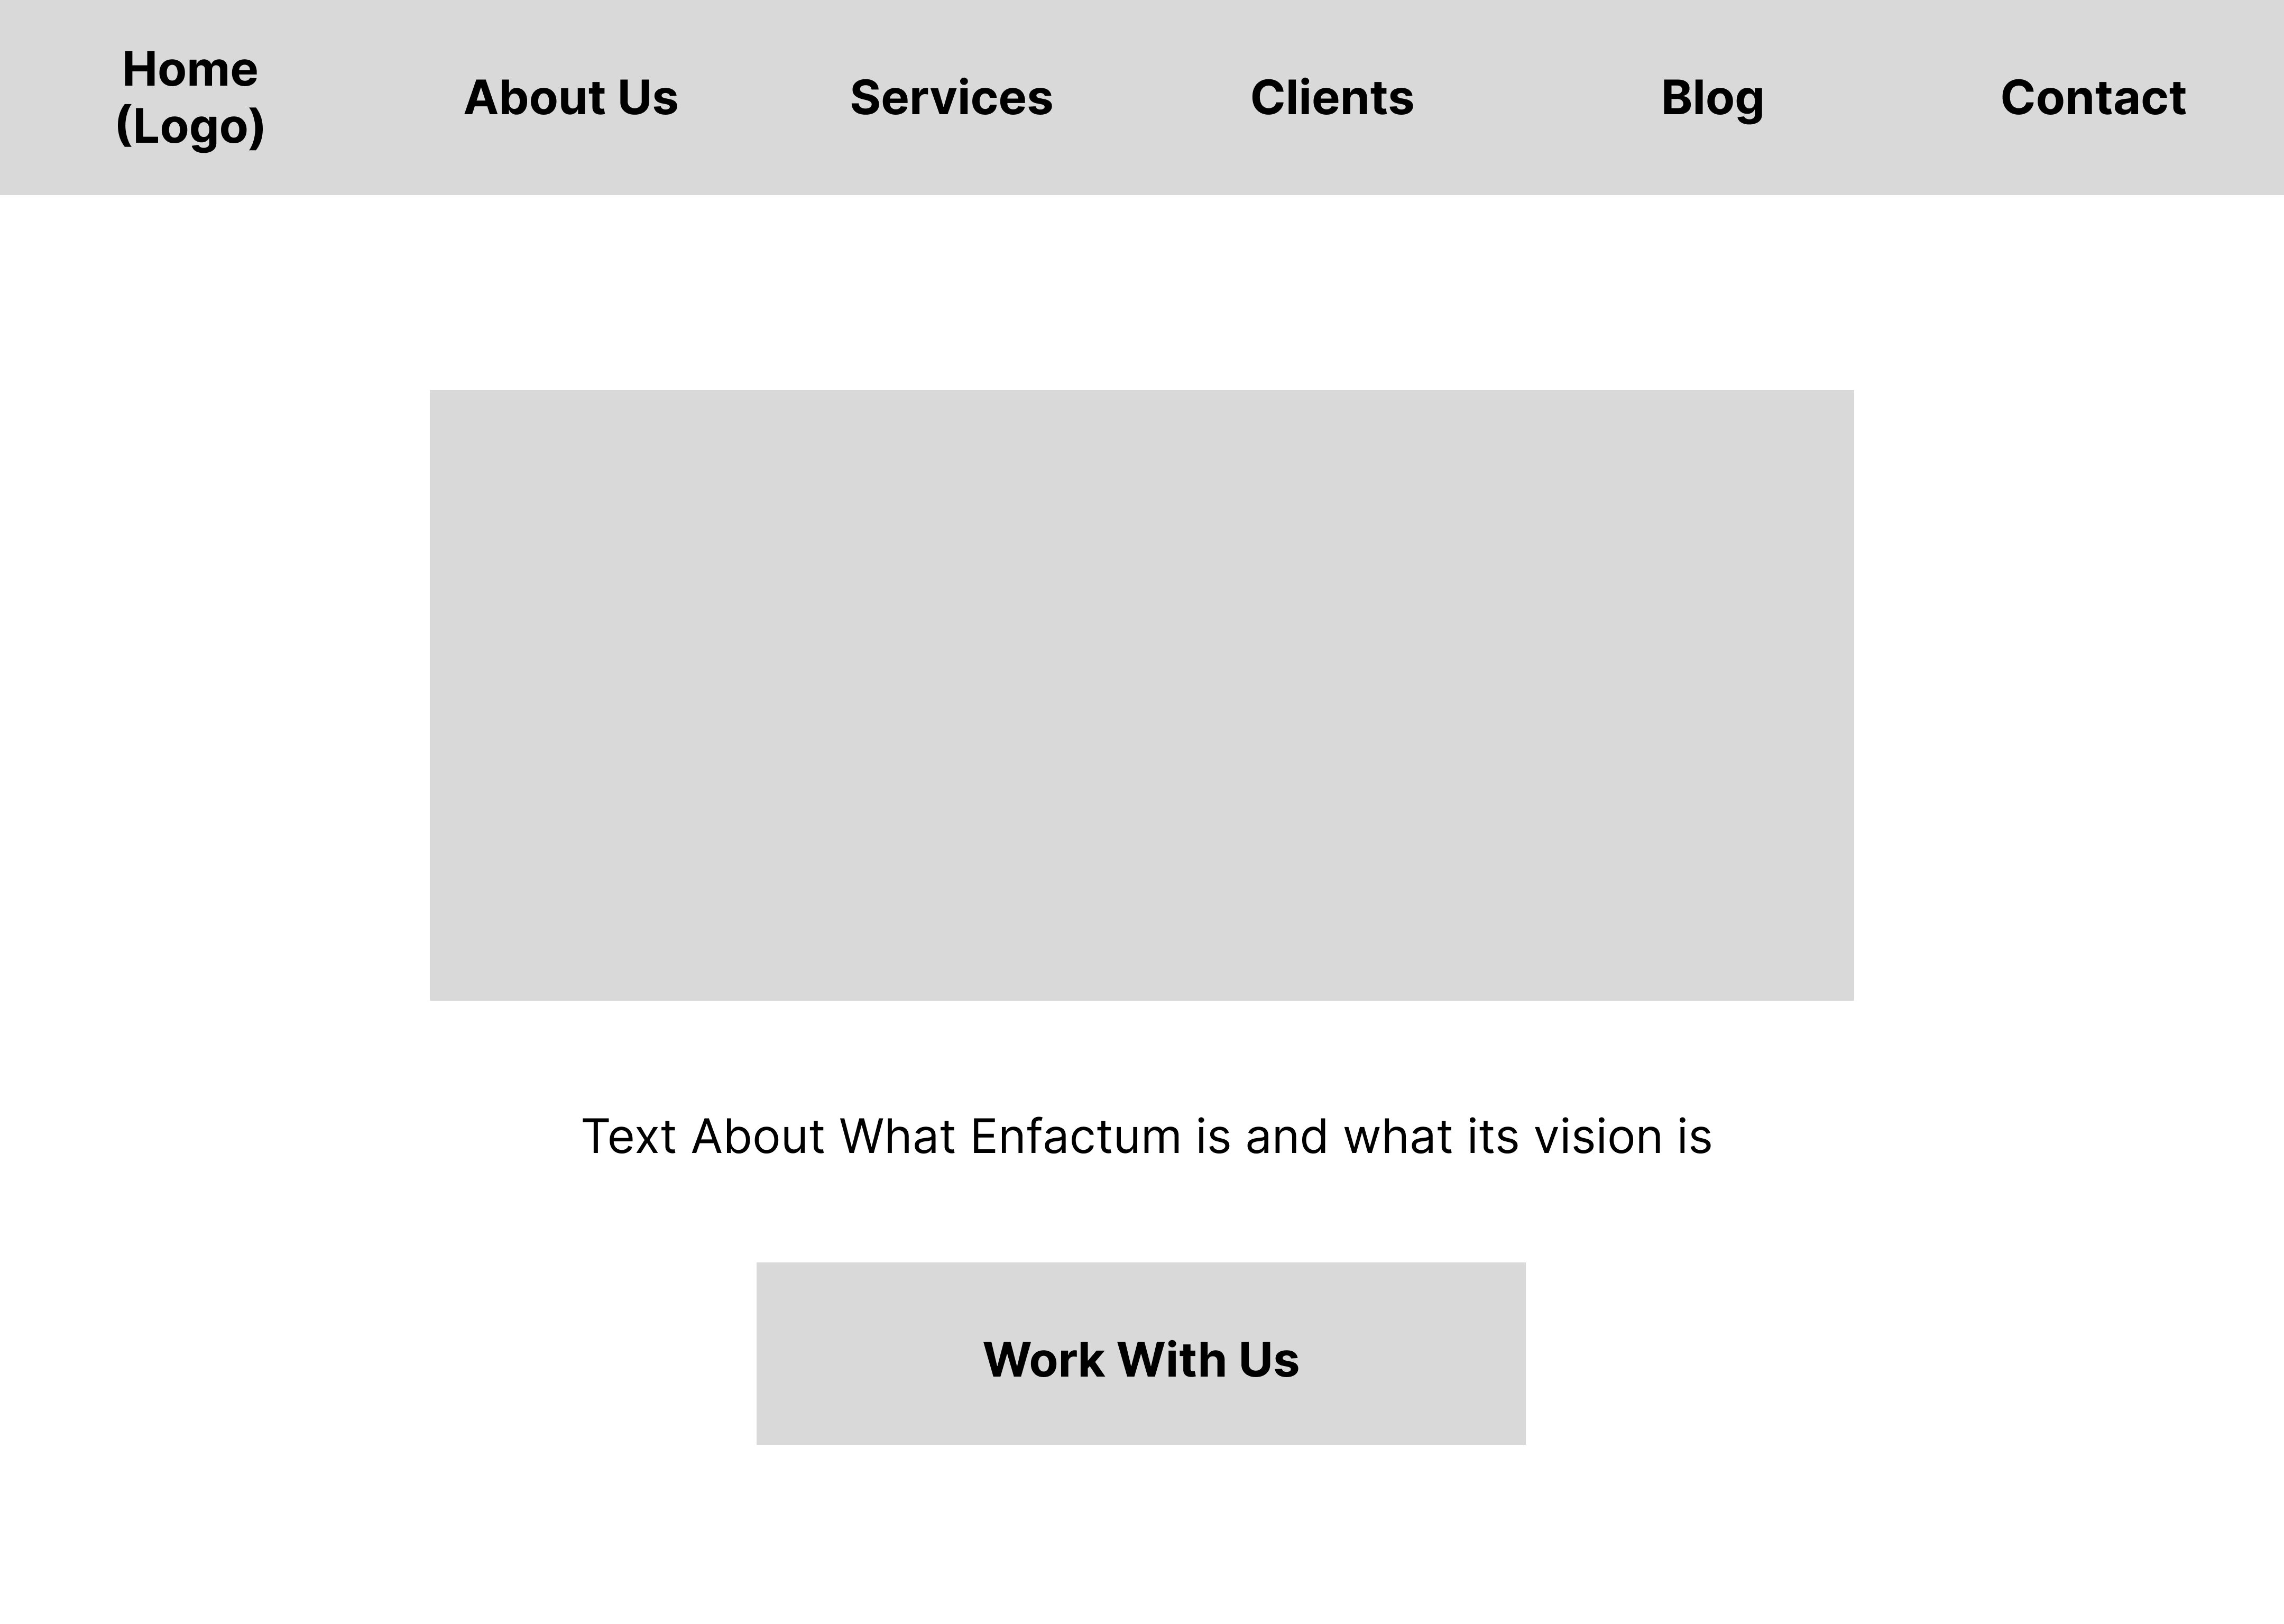 Home
(Logo)
About Us
Services
Clients
Blog
Contact
Text About What Enfactum is and what its vision is
Work With Us